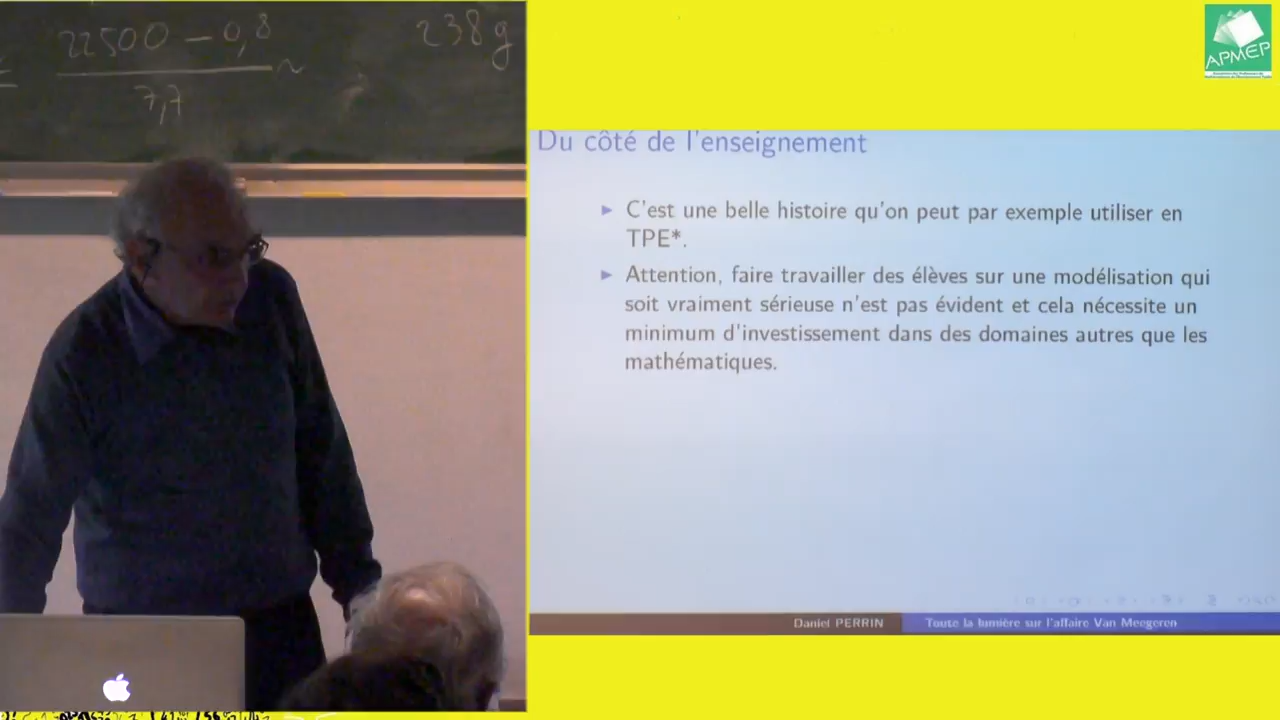 22500 – 0,8
238g
7,7
APMEP
Du côté de l'enseignement
► C'est une belle histoire qu'on peut par exemple utiliser en
TPE*.
► Attention, faire travailler des élèves sur une modélisation qui
soit vraiment sérieuse n'est pas évident et cela nécessite un
minimum d'investissement dans des domaines autres que les
mathématiques.
Daniel PERRIN
Toute la lumière sur l'affaire Van Meegeren